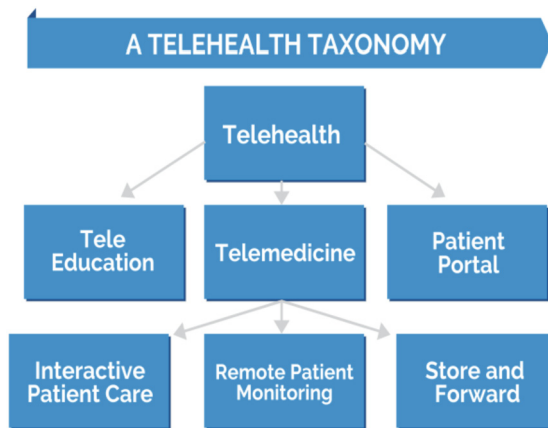 A TELEHEALTH TAXONOMY
Telehealth
Tele
Education
Telemedicine
Patient
Portal
Interactive
Patient Care
Remote Patient
Monitoring
Store and
Forward